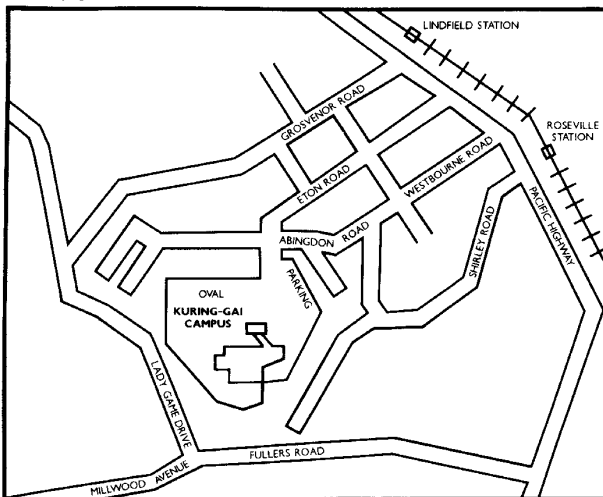 LINDFIELD STATION
ROSEVILLE
STATION
GROSVENOR ROAD
ETON ROAD
WESTBOURNE ROAD
ABINGDON ROAD
SHIRLEY ROAD
PACIFIC HIGHWAY
PARKING
OVAL
KURING-GAI
CAMPUS
LADY GAME DRIVE
FULLERS ROAD
MILLWOOD AVENUE